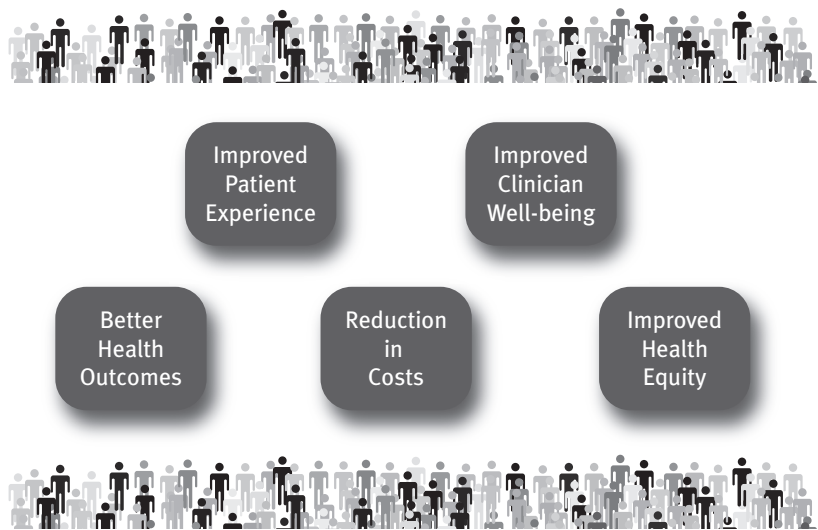 Improved
Patient
Experience
Improved
Clinician
Well-being
Better
Health
Outcomes
Reduction
in
Costs
Improved
Health
Equity